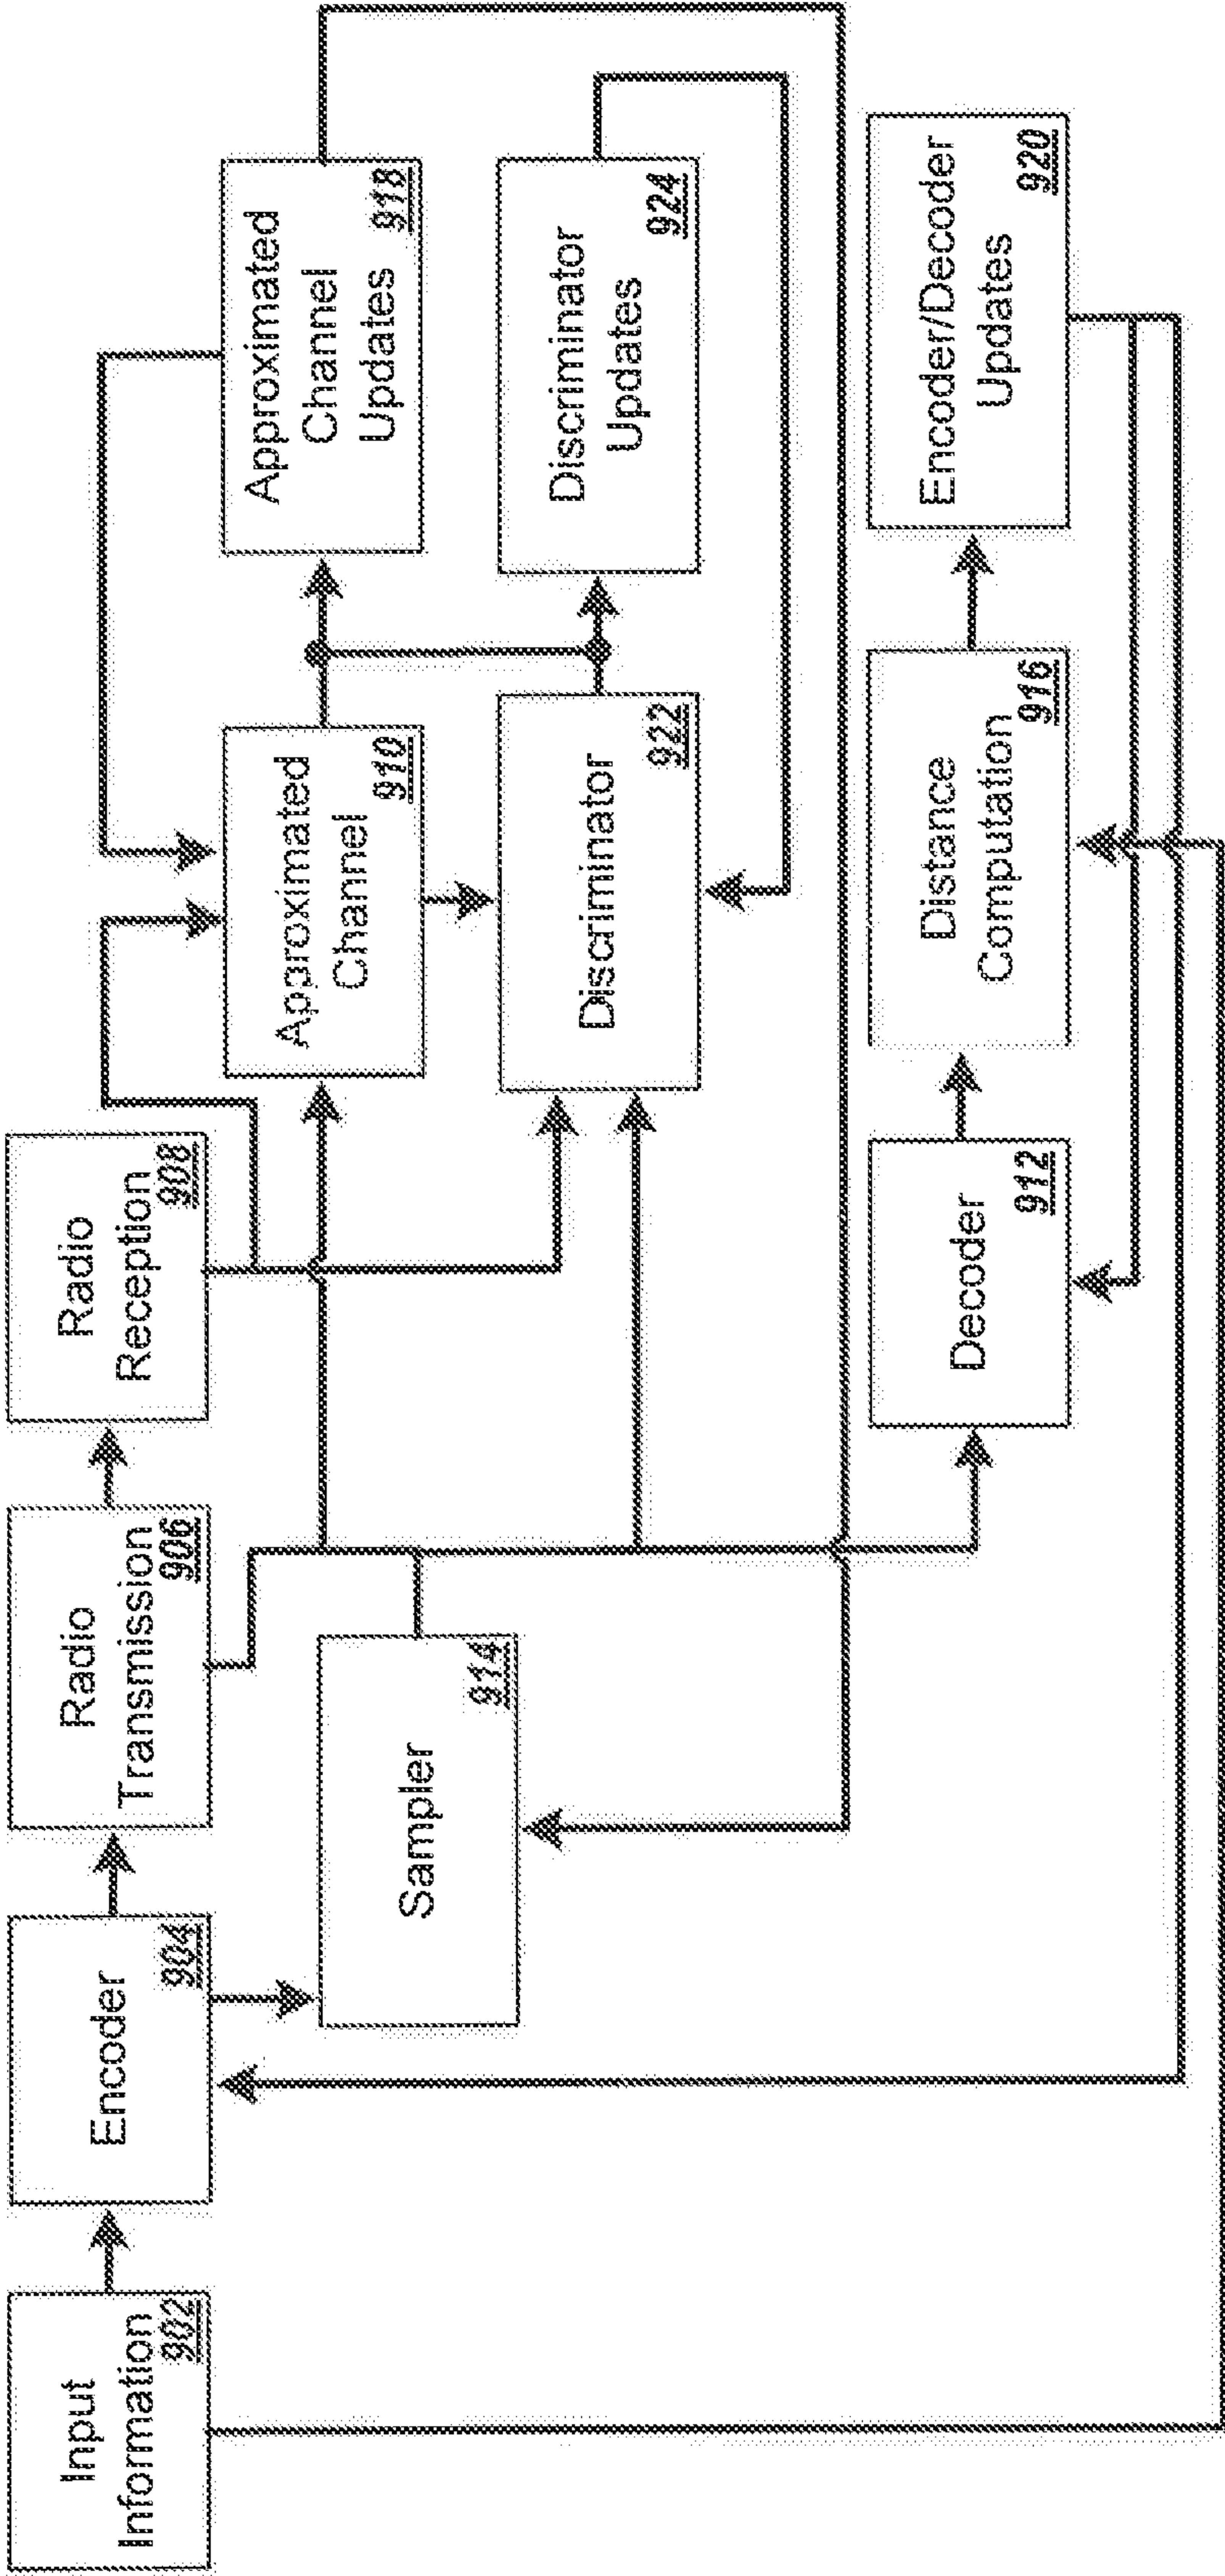 Input
Information
902
Encoder
904
Radio
Transmission
906
Radio
Reception
908
Sampler
914
Approximated
Channel
910
Approximated
Channel
Updates
918
Discriminator
922
Discriminator
Updates
924
Decoder
912
Distance
Computation
916
Encoder/Decoder
Updates
920